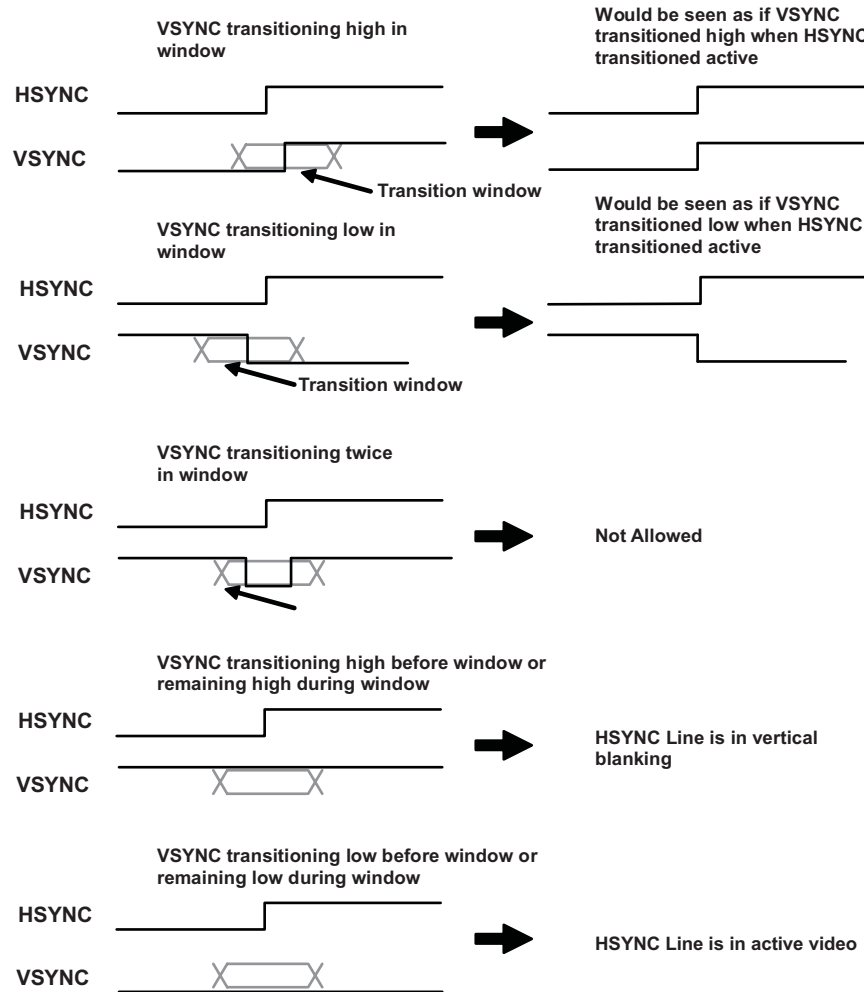 VSYNC transitioning high in
window
Would be seen as if VSYNC
transitioned high when HSYNC
transitioned active
HSYNC
VSYNC
Transition window
VSYNC transitioning low in
window
Would be seen as if VSYNC
transitioned low when HSYNC
transitioned active
HSYNC
VSYNC
Transition window
VSYNC transitioning twice
in window
HSYNC
VSYNC
Not Allowed
VSYNC transitioning high before window or
remaining high during window
HSYNC
VSYNC
HSYNC Line is in vertical
blanking
VSYNC transitioning low before window or
remaining low during window
HSYNC
VSYNC
HSYNC Line is in active video